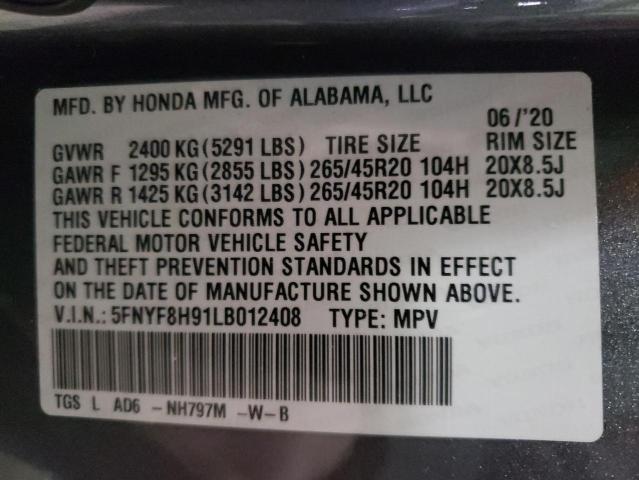 MFD. BY HONDA MFG. OF ALABAMA, LLC
06/'20
GVWR 2400 KG (5291 LBS) TIRE SIZE RIM SIZE
GAWR F 1295 KG (2855 LBS) 265/45R20 104H 20X8.5J
GAWR R 1425 KG (3142 LBS) 265/45R20 104H 20X8.5J
THIS VEHICLE CONFORMS TO ALL APPLICABLE
FEDERAL MOTOR VEHICLE SAFETY
AND THEFT PREVENTION STANDARDS IN EFFECT
ON THE DATE OF MANUFACTURE SHOWN ABOVE.
V.I.N.: 5FNYF8H91LB012408 TYPE: MPV
TGS L AD6 -NH797M -W-B